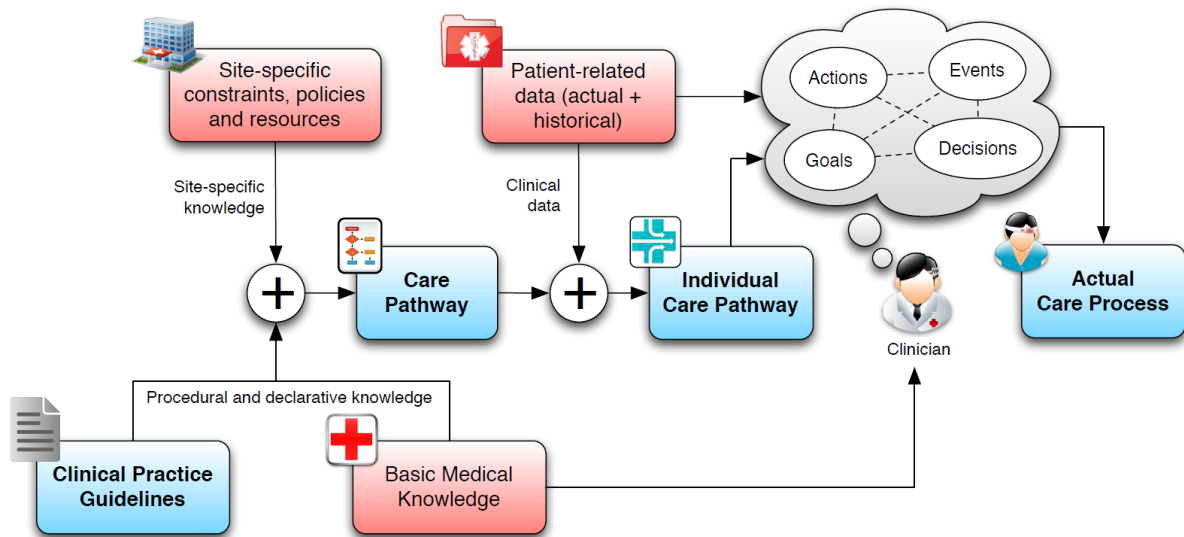 Site-specific
constraints, policies
and resources
Patient-related
data (actual +
historical)
Actions
Events
Goals
Decisions
Site-specific
knowledge
Clinical
data
Care
Pathway
Individual
Care Pathway
Actual
Care Process
Clinician
Procedural and declarative knowledge
Clinical Practice
Guidelines
Basic Medical
Knowledge